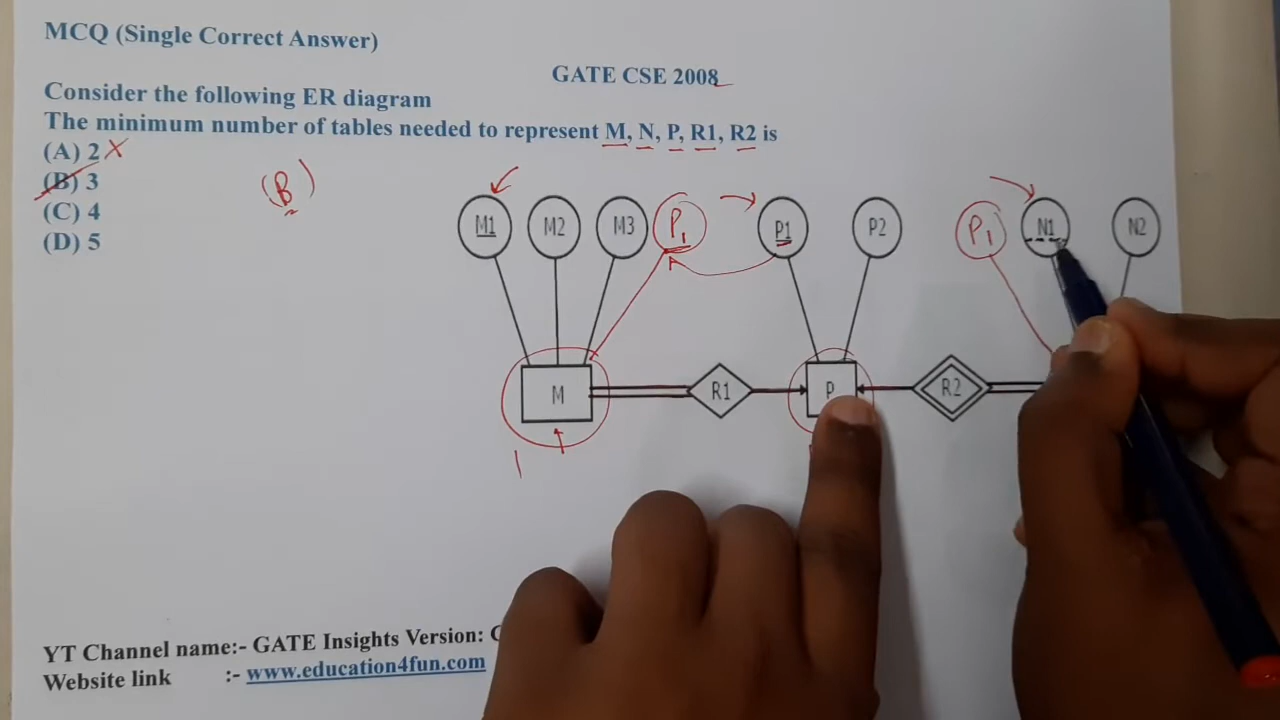 MCQ (Single Correct Answer)
GATE CSE 2008
Consider the following ER diagram
The minimum number of tables needed to represent M, N, P, R1, R2 is
(A) 2 X
(B) 3
(B)
(C) 4
(D) 5
M1 M2 M3 P1 P1 P2 P1 N1 N2
M R1 P R2
1
YT Channel name:- GATE Insights Version:
Website link :- www.education4fun.com